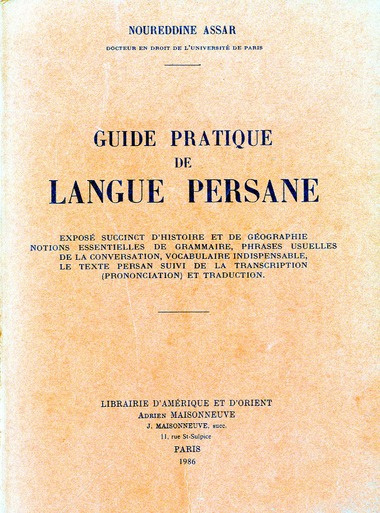 NOUREDDINE ASSAR
DOCTEUR EN DROIT DE L'UNIVERSITÉ DE PARIS
GUIDE PRATIQUE
DE
LANGUE PERSANE
EXPOSÉ SUCCINCT D'HISTOIRE ET DE GÉOGRAPHIE
NOTIONS ESSENTIELLES DE GRAMMAIRE, PHRASES USUELLES
DE LA CONVERSATION, VOCABULAIRE INDISPENSABLE,
LE TEXTE PERSAN SUIVI DE LA TRANSCRIPTION
(PRONONCIATION) ET TRADUCTION.
LIBRAIRIE D'AMÉRIQUE ET D'ORIENT
ADRIEN MAISONNEUVE
J. MAISONNEUVE, succ.
11, rue St-Sulpice
PARIS
1986